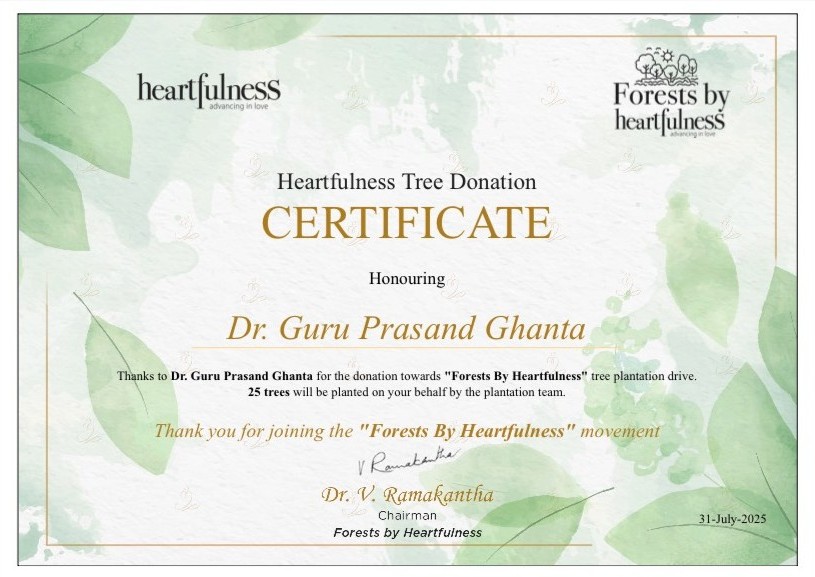 heartfulness
advancing in love
Forests by
heartfulness
advancing in love
Heartfulness Tree Donation
CERTIFICATE
Honouring
Dr. Guru Prasand Ghanta
Thanks to Dr. Guru Prasand Ghanta for the donation towards "Forests By Heartfulness" tree plantation drive.
25 trees will be planted on your behalf by the plantation team.
Thank you for joining the "Forests By Heartfulness" movement
V Ramakantha
Dr. V. Ramakantha
Chairman
Forests by Heartfulness
31-July-2025